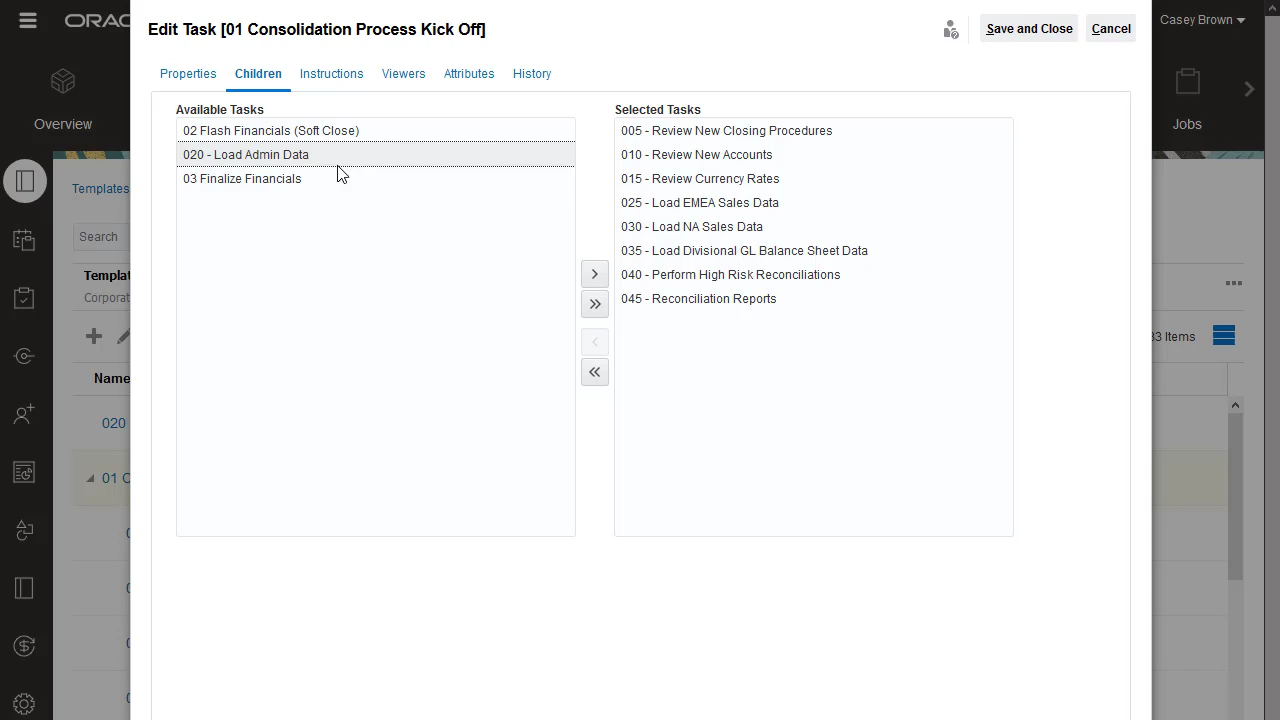 ORAC
Casey Brown
Edit Task [01 Consolidation Process Kick Off]
Save and Close
Cancel
Properties
Children
Instructions
Viewers
Attributes
History
Overview
Jobs
Available Tasks
02 Flash Financials (Soft Close)
020 - Load Admin Data
03 Finalize Financials
Selected Tasks
005 - Review New Closing Procedures
010 - Review New Accounts
015 - Review Currency Rates
025 - Load EMEA Sales Data
030 - Load NA Sales Data
035 - Load Divisional GL Balance Sheet Data
040 - Perform High Risk Reconciliations
045 - Reconciliation Reports
Templates
Search
Templat
Corporat
33 Items
Name
020
01 C